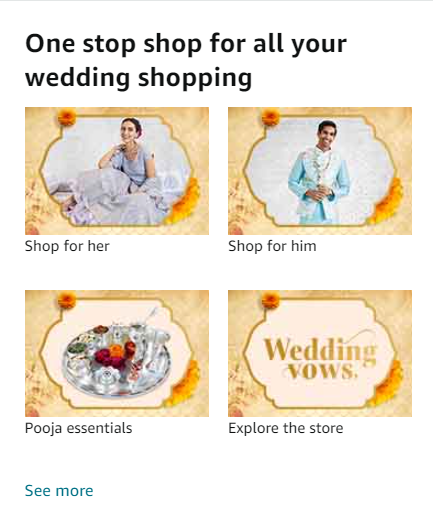 One stop shop for all your
wedding shopping
Shop for her
Shop for him
Pooja essentials
Wedding
vows.
Explore the store
See more